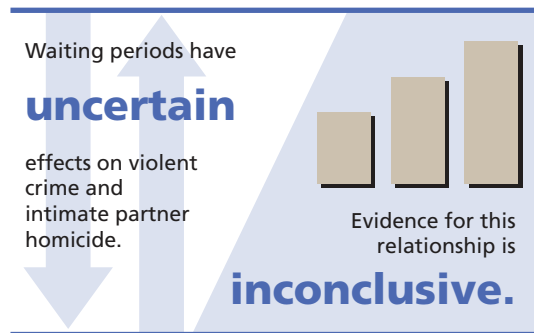 Waiting periods have
uncertain
effects on violent
crime and
intimate partner
homicide.
Evidence for this
relationship is
inconclusive.